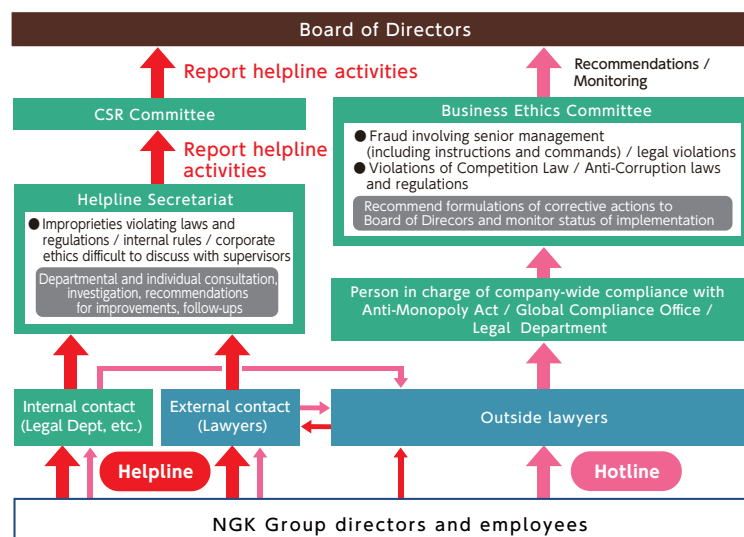 Board of Directors
Report helpline activities
Recommendations /
Monitoring
CSR Committee
Business Ethics Committee
● Fraud involving senior management
(including instructions and commands) / legal violations
● Violations of Competition Law / Anti-Corruption laws
and regulations
Recommend formulations of corrective actions to
Board of Direcors and monitor status of implementation
Report helpline
activities
Helpline Secretariat
● Improprieties violating laws and
regulations / internal rules / corporate
ethics difficult to discuss with supervisors
Departmental and individual consultation,
investigation, recommendations
for improvements, follow-ups
Person in charge of company-wide compliance with
Anti-Monopoly Act / Global Compliance Office /
Legal Department
Internal contact
(Legal Dept, etc.)
External contact
(Lawyers)
Outside lawyers
Helpline
Hotline
NGK Group directors and employees